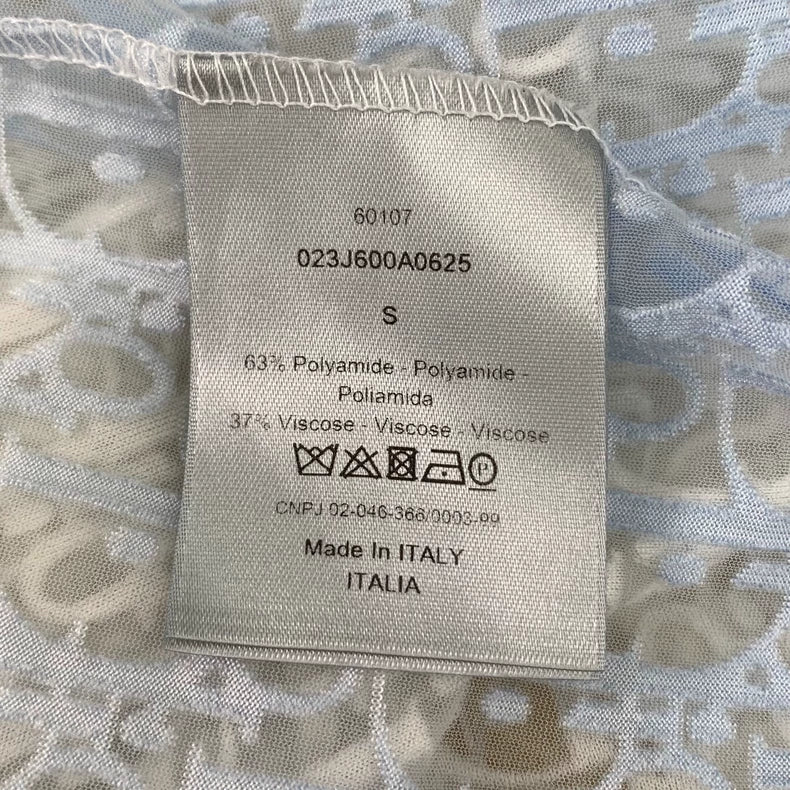 60107
023J600A0625
S
63% Polyamide - Polyamide -
Poliamida
37% Viscose - Viscose - Viscose
P
CNPJ 02-046-366/0003-99
Made In ITALY
ITALIA